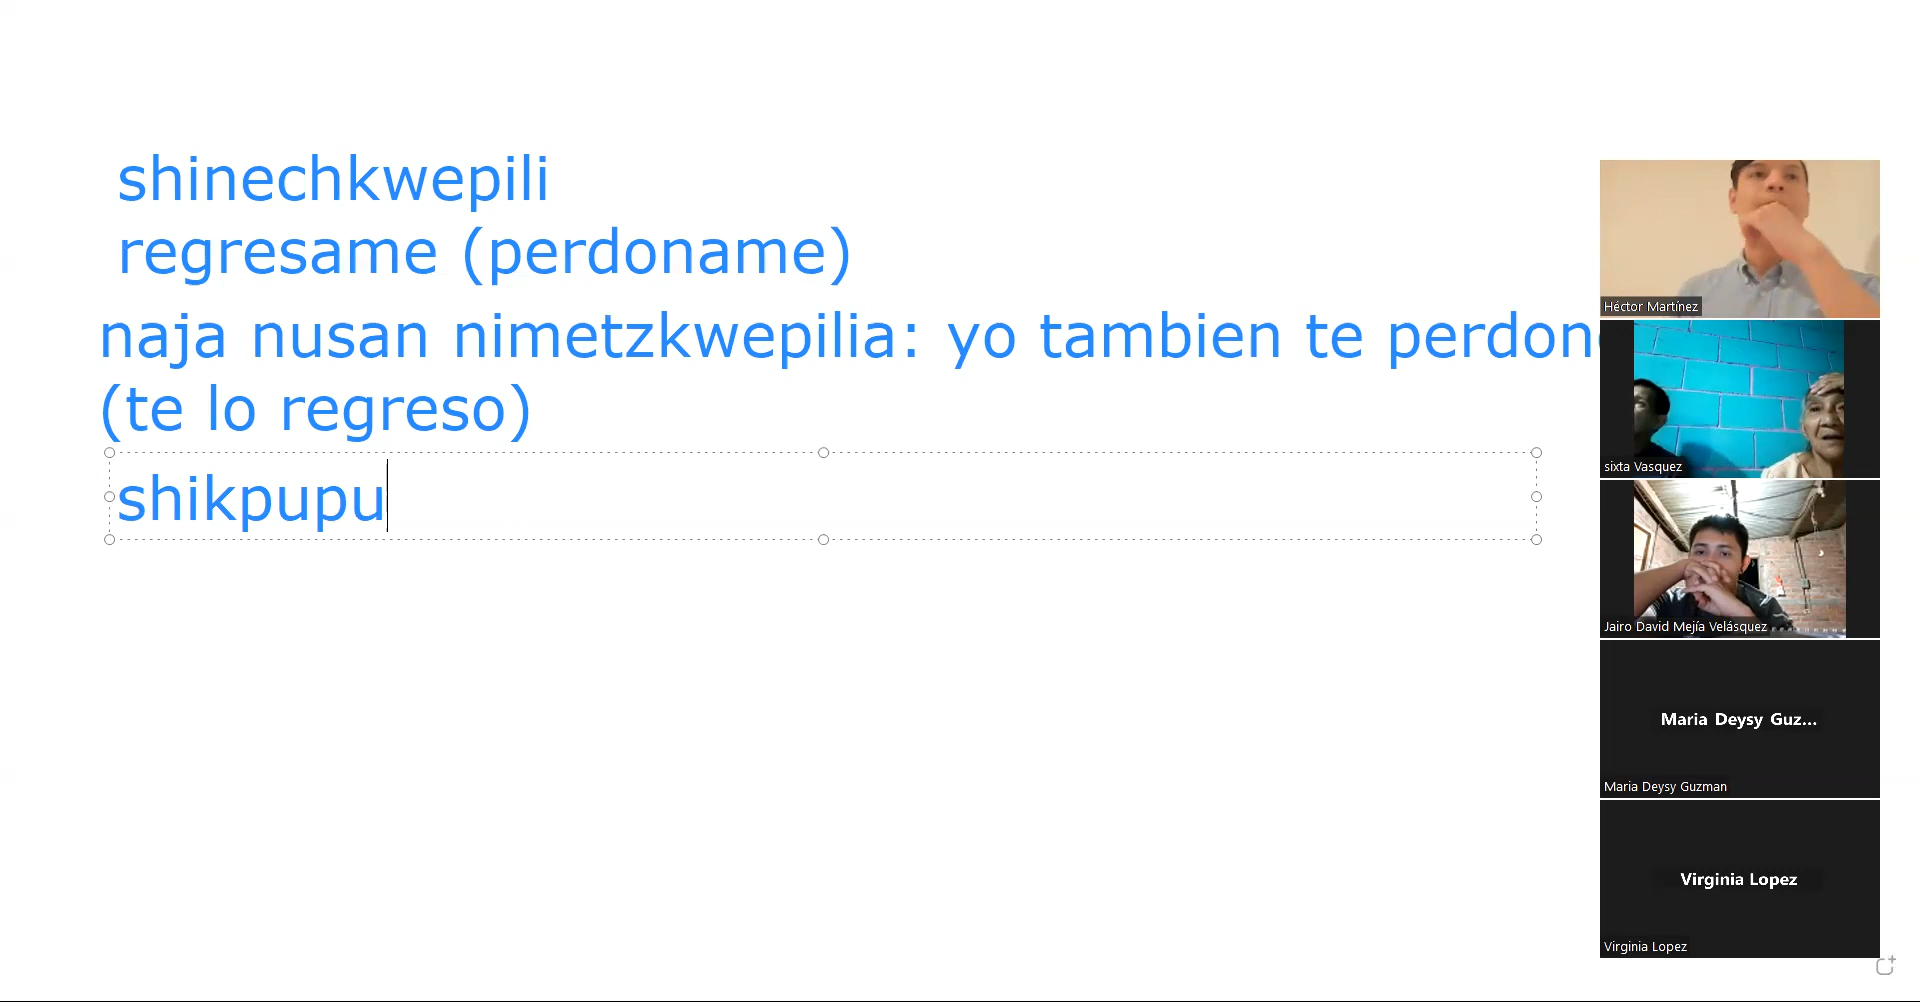 shinechkwepili
regresame (perdoname)
naja nusan nimetzkwepilia: yo tambien te perdon
(te lo regreso)
shikpupu
Héctor Martínez
sixta Vasquez
Jairo David Mejía Velásquez
Maria Deysy Guz...
Maria Deysy Guzman
Virginia Lopez
Virginia Lopez